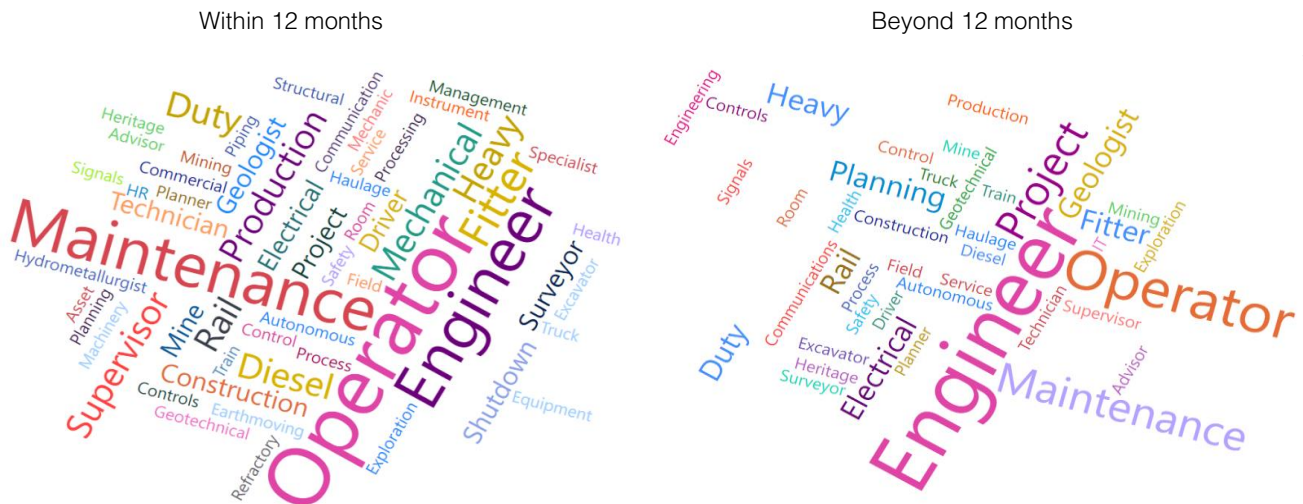 Within 12 months
Beyond 12 months
Structural
Communication
Management
Instrument
Duty
Heritage
Advisor
Piping
Geologist
Production
Mechanic
Service
Processing
Mechanical
Heavy
Fitter
Specialist
Mining
Commercial
Signals
HR
Planner
Technician
Haulage
Electrical
Project
Room
Driver
Safety
Field
Maintenance
Operator
Engineer
Surveyor
Health
Excavator
Truck
Hydrometallurgist
Asset
Planning
Machinery
Supervisor
Mine
Rail
Train
Autonomous
Control
Process
Diesel
Construction
Controls
Earthmoving
Geotechnical
Refractory
Exploration
Shutdown
Equipment
Engineering
Controls
Heavy
Production
Signals
Room
Control
Mine
Truck
Planning
Geotechnical
Train
Project
Geologist
Health
Construction
Haulage
Diesel
Fitter
Mining
IT
Exploration
Communications
Rail
Process
Safety
Field
Service
Autonomous
Driver
Engineer
Operator
Technician
Supervisor
Duty
Excavator
Heritage
Surveyor
Electrical
Planner
Maintenance
Advisor